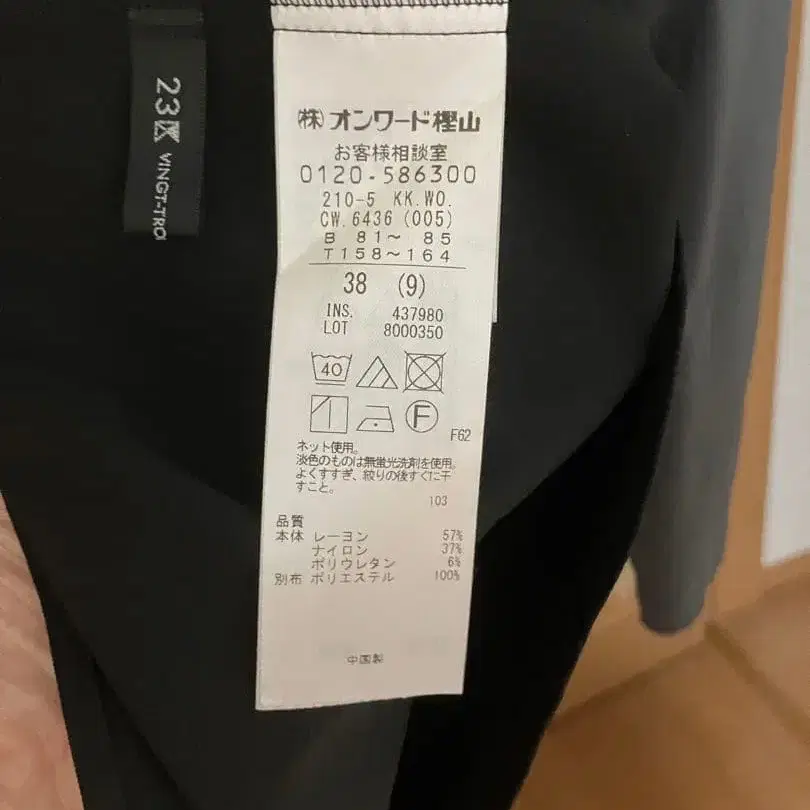 23区
VINGT-TRO
㈱オンワード樫山
お客様相談室
0120-586300
210-5 KK.WO.
CW.6436 (005)
B 81～ 85
T158～164
38 (9)
INS. 437980
LOT 8000350
40
F
F62
ネット使用。
淡色のものは無蛍光洗剤を使用。
よくすすぎ、絞りの後すぐに干
すこと。
103
品質
本体 レーヨン 57%
ナイロン 37%
ポリウレタン 6%
別布 ポリエステル 100%
中国製